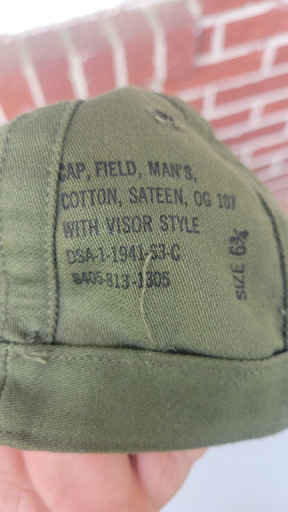 CAP, FIELD, MAN'S,
COTTON, SATEEN, OG 107
WITH VISOR STYLE
DSA-1-1941-63-C
8405-813-1305
SIZE 6¾